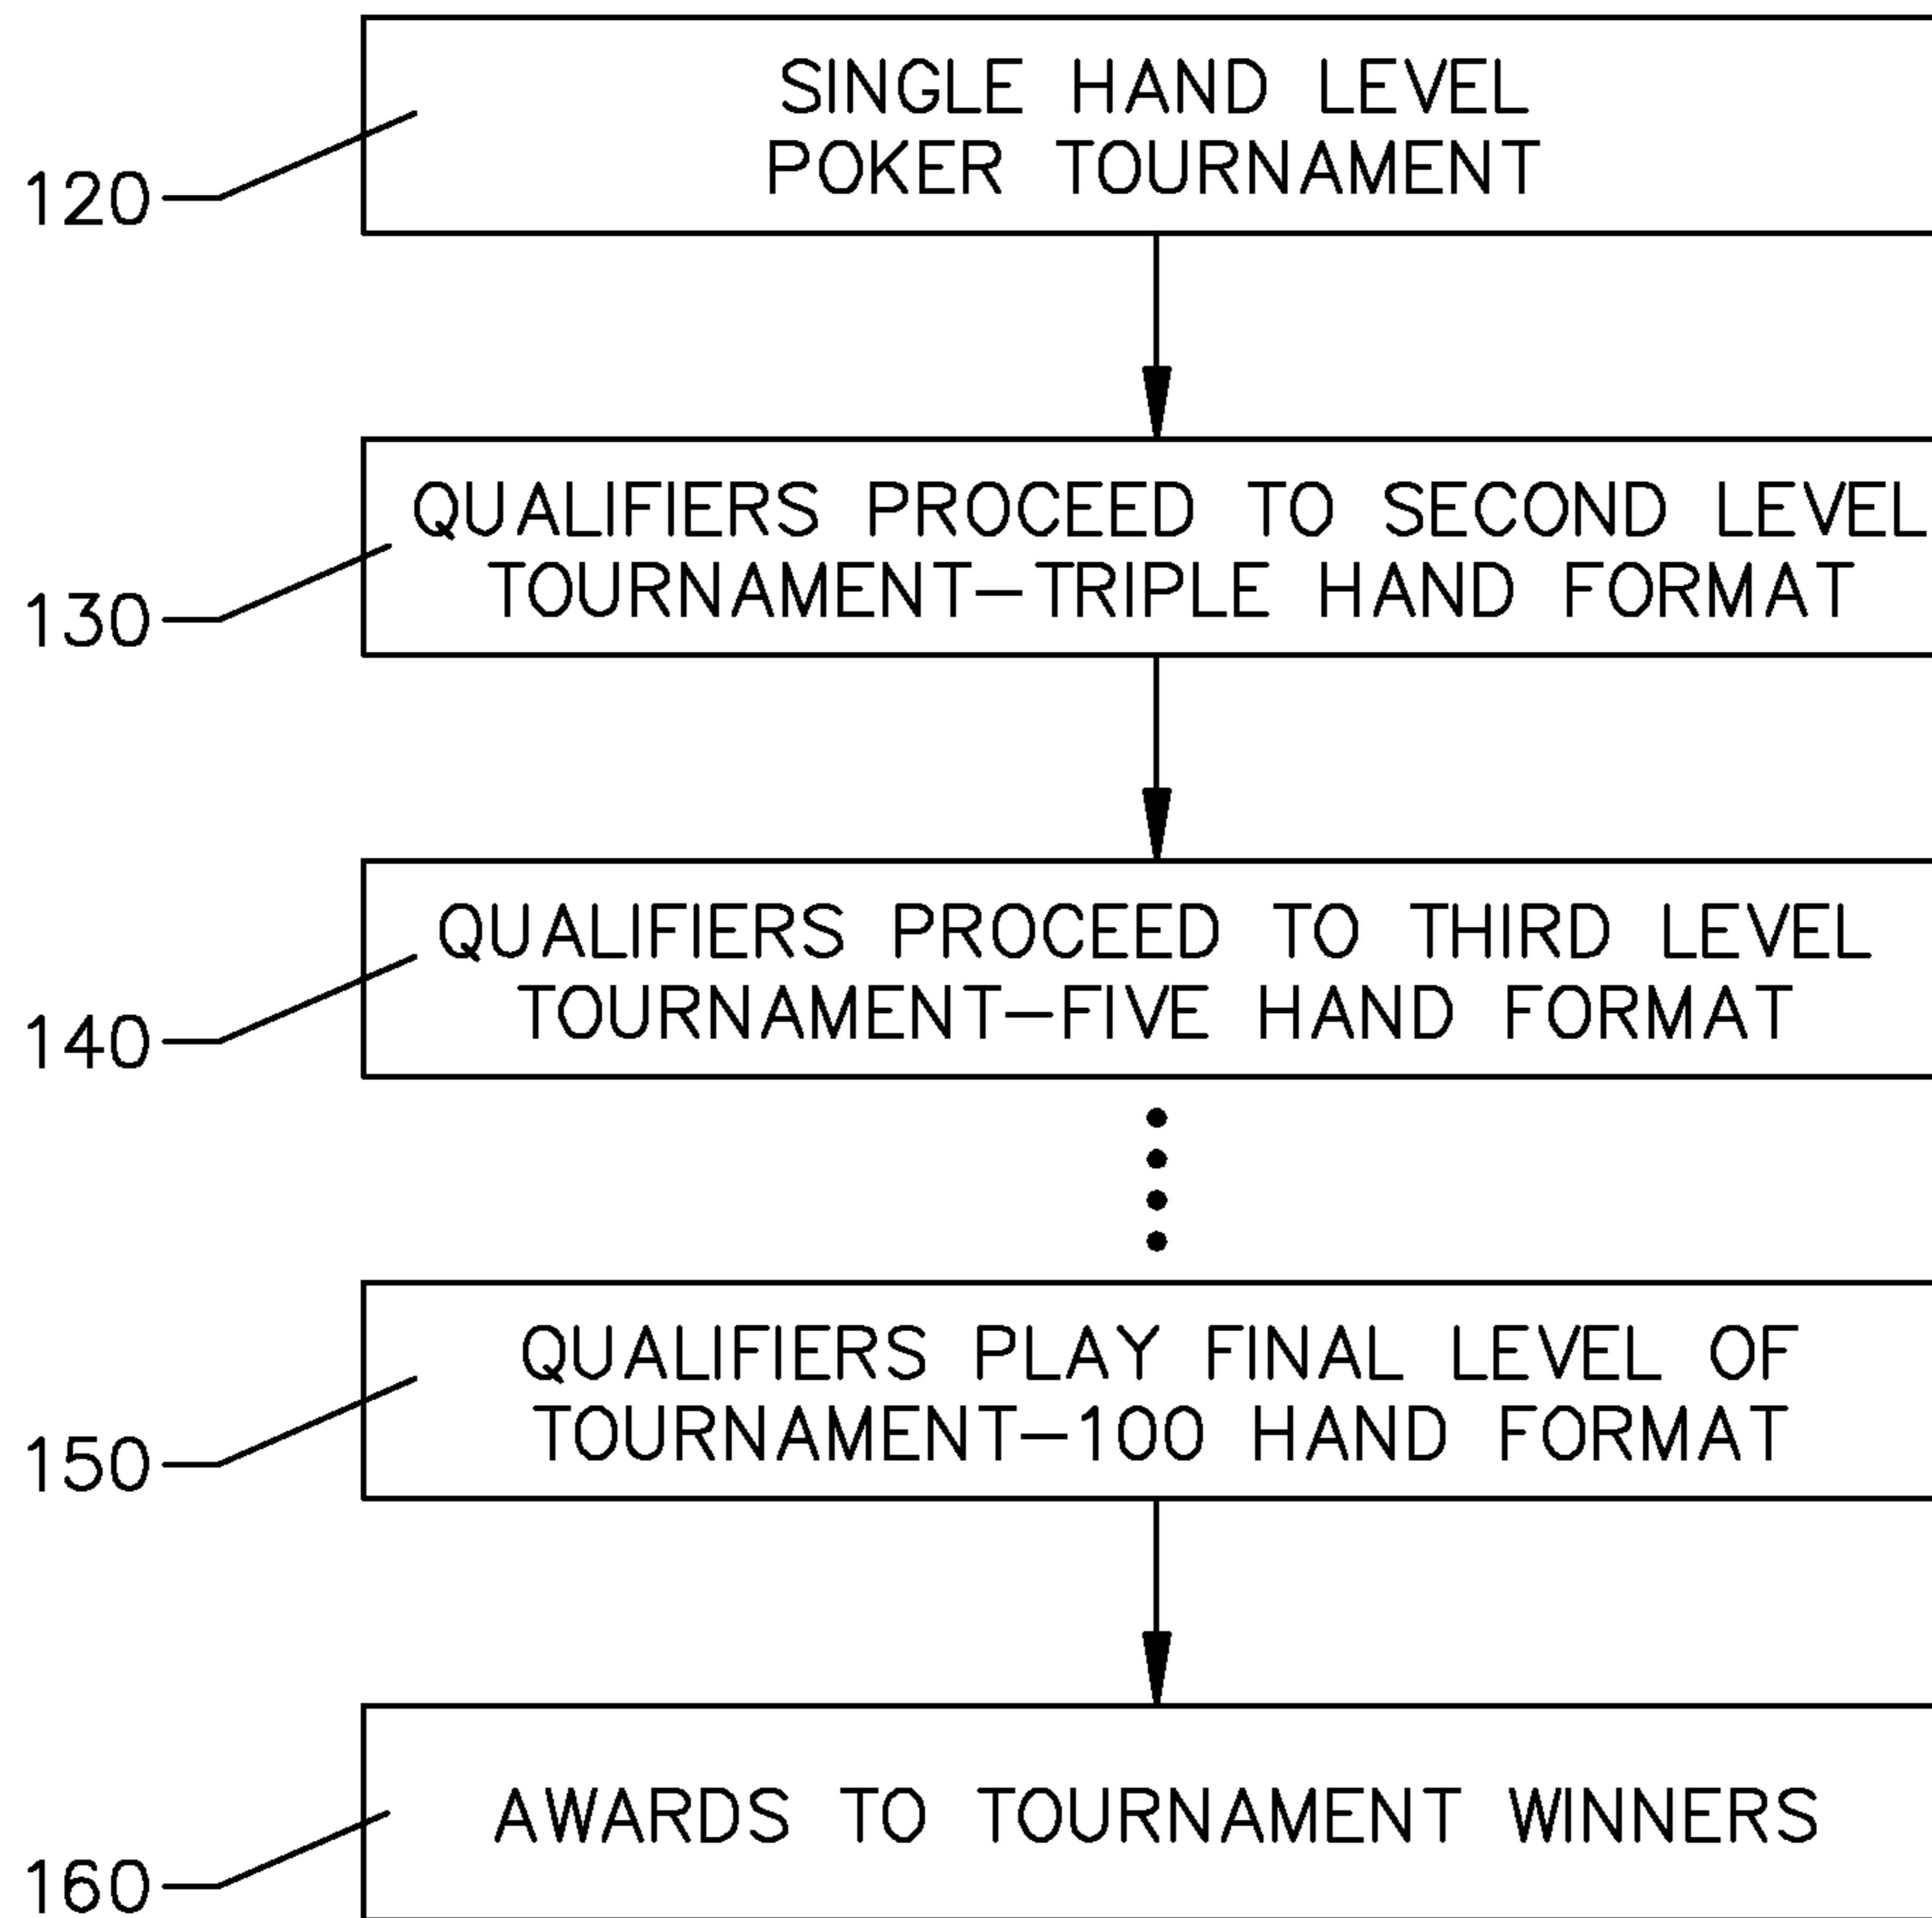 SINGLE HAND LEVEL
POKER TOURNAMENT
120
QUALIFIERS PROCEED TO SECOND LEVEL
TOURNAMENT-TRIPLE HAND FORMAT
130
QUALIFIERS PROCEED TO THIRD LEVEL
TOURNAMENT-FIVE HAND FORMAT
140
QUALIFIERS PLAY FINAL LEVEL OF
TOURNAMENT-100 HAND FORMAT
150
AWARDS TO TOURNAMENT WINNERS
160